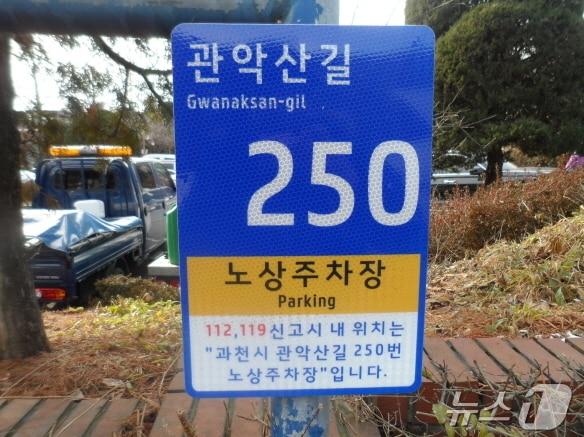 관악산길
Gwanaksan-gil
250
노상주차장
Parking
112,119신고시 내 위치는
"과천시 관악산길 250번
노상주차장"입니다.
뉴스1